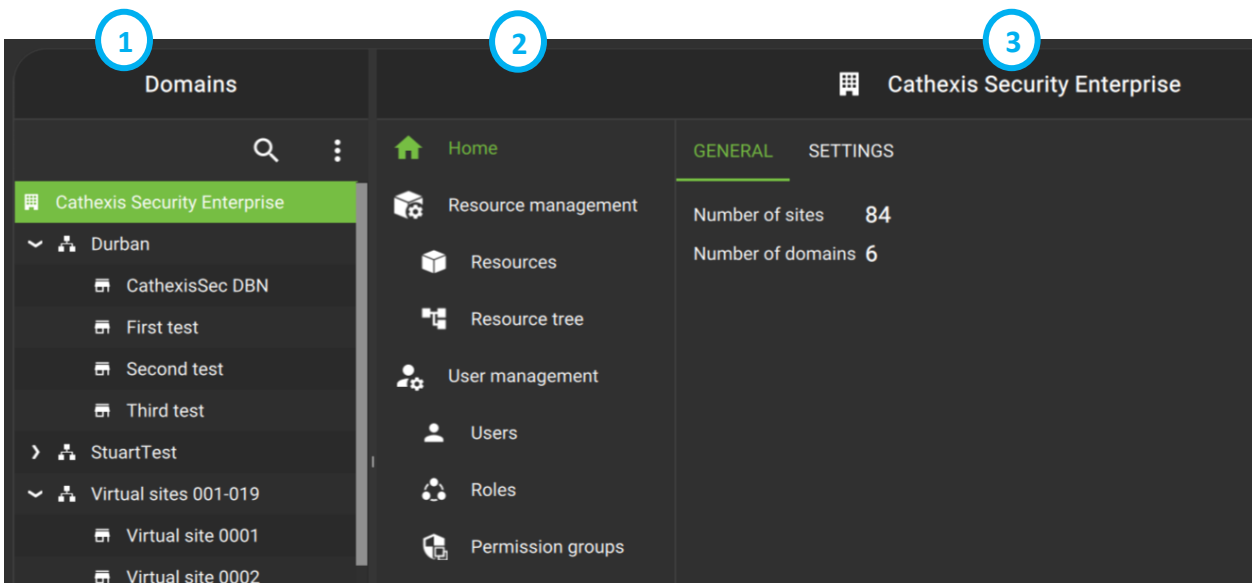 1
2
3
Domains
Cathexis Security Enterprise
Cathexis Security Enterprise
Durban
CathexisSec DBN
First test
Second test
Third test
StuartTest
Virtual sites 001-019
Virtual site 0001
Virtual site 0002
Home
Resource management
Resources
Resource tree
User management
Users
Roles
Permission groups
GENERAL SETTINGS
Number of sites 84
Number of domains 6